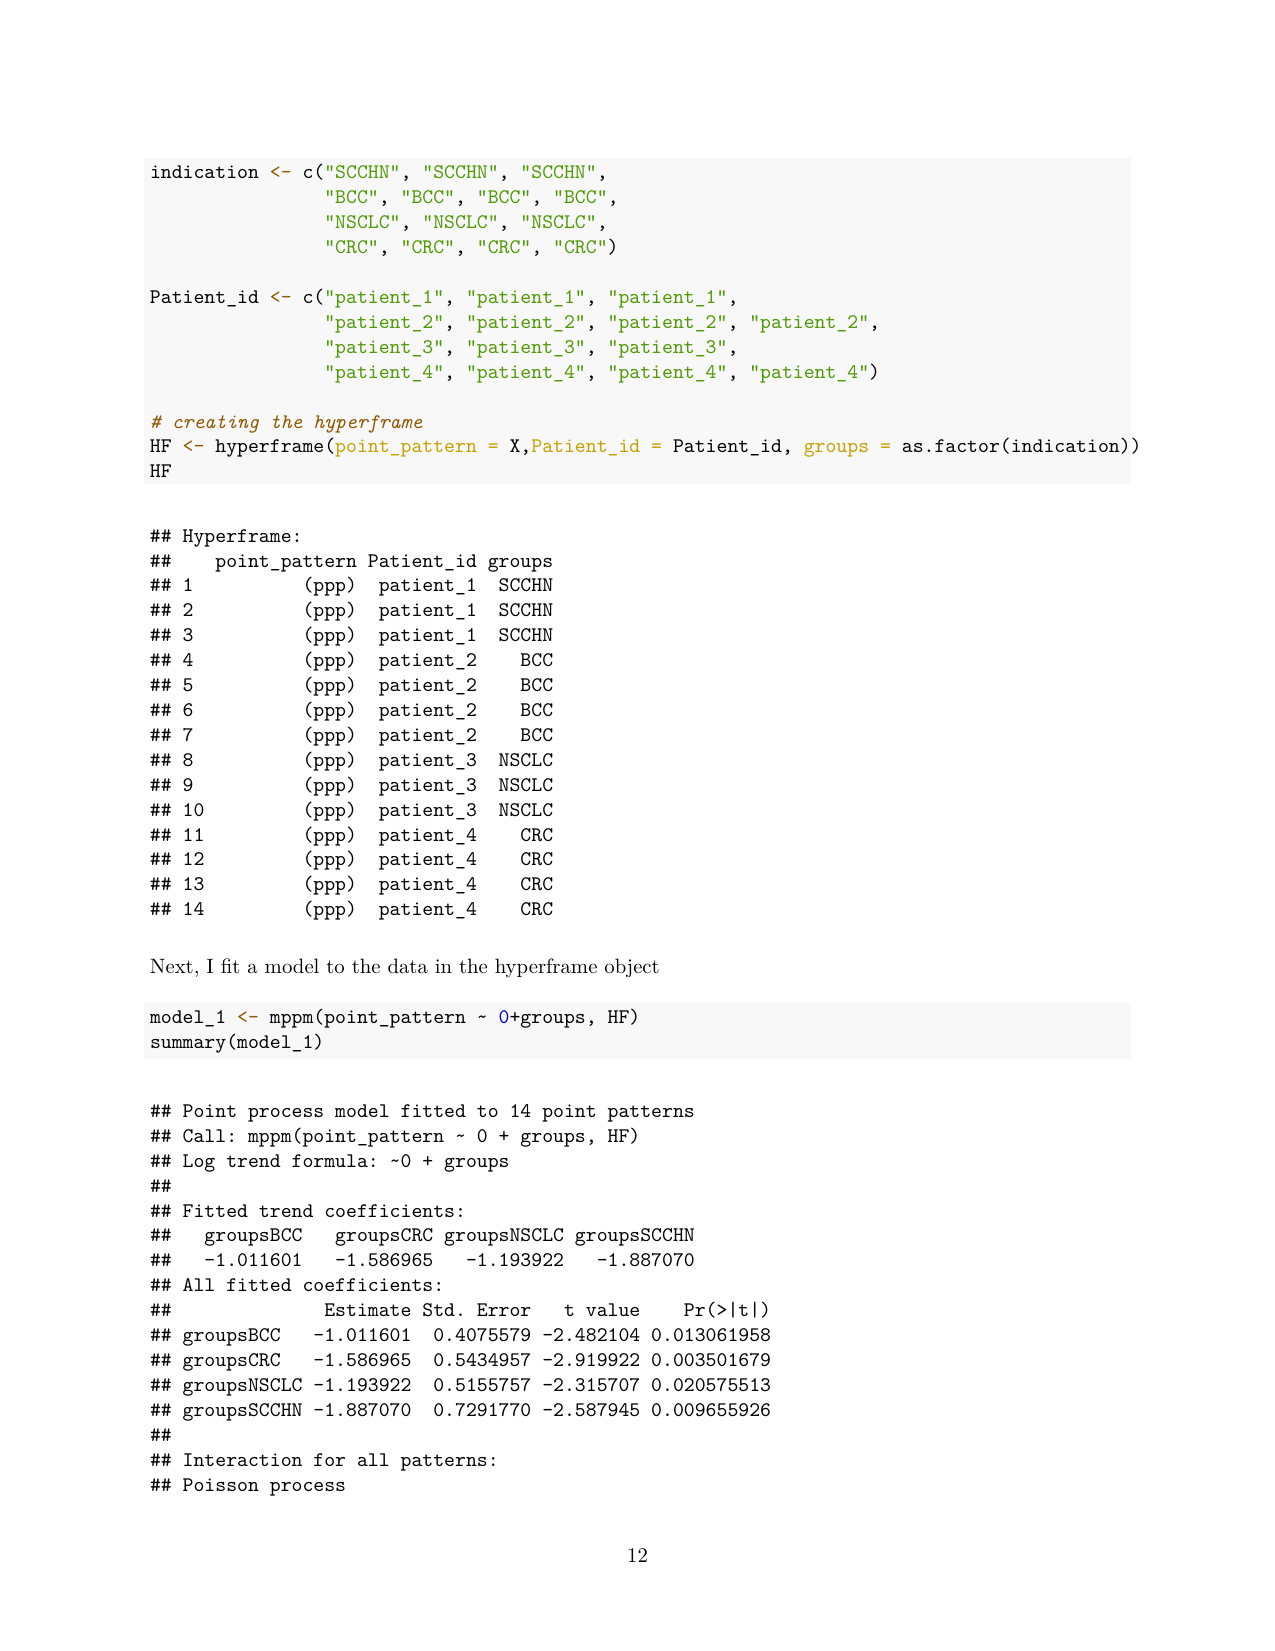 indication <- c("SCCHN", "SCCHN", "SCCHN",
"BCC", "BCC", "BCC", "BCC",
"NSCLC", "NSCLC", "NSCLC",
"CRC", "CRC", "CRC", "CRC")
Patient_id <- c("patient_1", "patient_1", "patient_1",
"patient_2", "patient_2", "patient_2", "patient_2",
"patient_3", "patient_3", "patient_3",
"patient_4", "patient_4", "patient_4", "patient_4")
# creating the hyperframe
HF <- hyperframe(point_pattern = X,Patient_id = Patient_id, groups = as.factor(indication))
HF
## Hyperframe:
##    point_pattern Patient_id groups
## 1          (ppp)  patient_1  SCCHN
## 2          (ppp)  patient_1  SCCHN
## 3          (ppp)  patient_1  SCCHN
## 4          (ppp)  patient_2    BCC
## 5          (ppp)  patient_2    BCC
## 6          (ppp)  patient_2    BCC
## 7          (ppp)  patient_2    BCC
## 8          (ppp)  patient_3  NSCLC
## 9          (ppp)  patient_3  NSCLC
## 10         (ppp)  patient_3  NSCLC
## 11         (ppp)  patient_4    CRC
## 12         (ppp)  patient_4    CRC
## 13         (ppp)  patient_4    CRC
## 14         (ppp)  patient_4    CRC
Next, I fit a model to the data in the hyperframe object
model_1 <- mppm(point_pattern ~ 0+groups, HF)
summary(model_1)
## Point process model fitted to 14 point patterns
## Call: mppm(point_pattern ~ 0 + groups, HF)
## Log trend formula: ~0 + groups
##
## Fitted trend coefficients:
##   groupsBCC   groupsCRC groupsNSCLC groupsSCCHN
##   -1.011601   -1.586965   -1.193922   -1.887070
## All fitted coefficients:
##              Estimate Std. Error   t value    Pr(>|t|)
## groupsBCC   -1.011601  0.4075579 -2.482104 0.013061958
## groupsCRC   -1.586965  0.5434957 -2.919922 0.003501679
## groupsNSCLC -1.193922  0.5155757 -2.315707 0.020575513
## groupsSCCHN -1.887070  0.7291770 -2.587945 0.009655926
##
## Interaction for all patterns:
## Poisson process
12